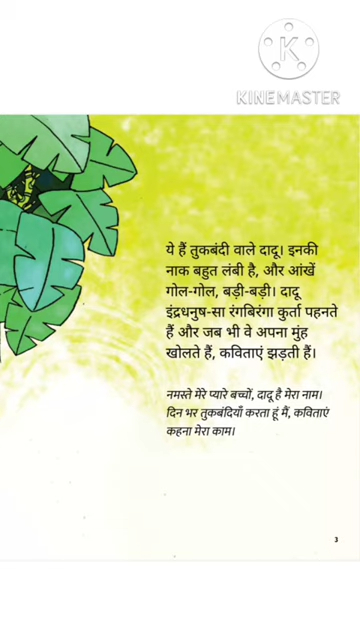 K
KINEMASTER
ये हैं तुकबंदी वाले दादू। इनकी
नाक बहुत लंबी है, और आंखें
गोल-गोल, बड़ी-बड़ी। दादू
इंद्रधनुष-सा रंगबिरंगा कुर्ता पहनते
हैं और जब भी वे अपना मुंह
खोलते हैं, कविताएं झड़ती हैं।
नमस्ते मेरे प्यारे बच्चों, दादू है मेरा नाम।
दिन भर तुकबंदियाँ करता हूं मैं, कविताएं
कहना मेरा काम।
3